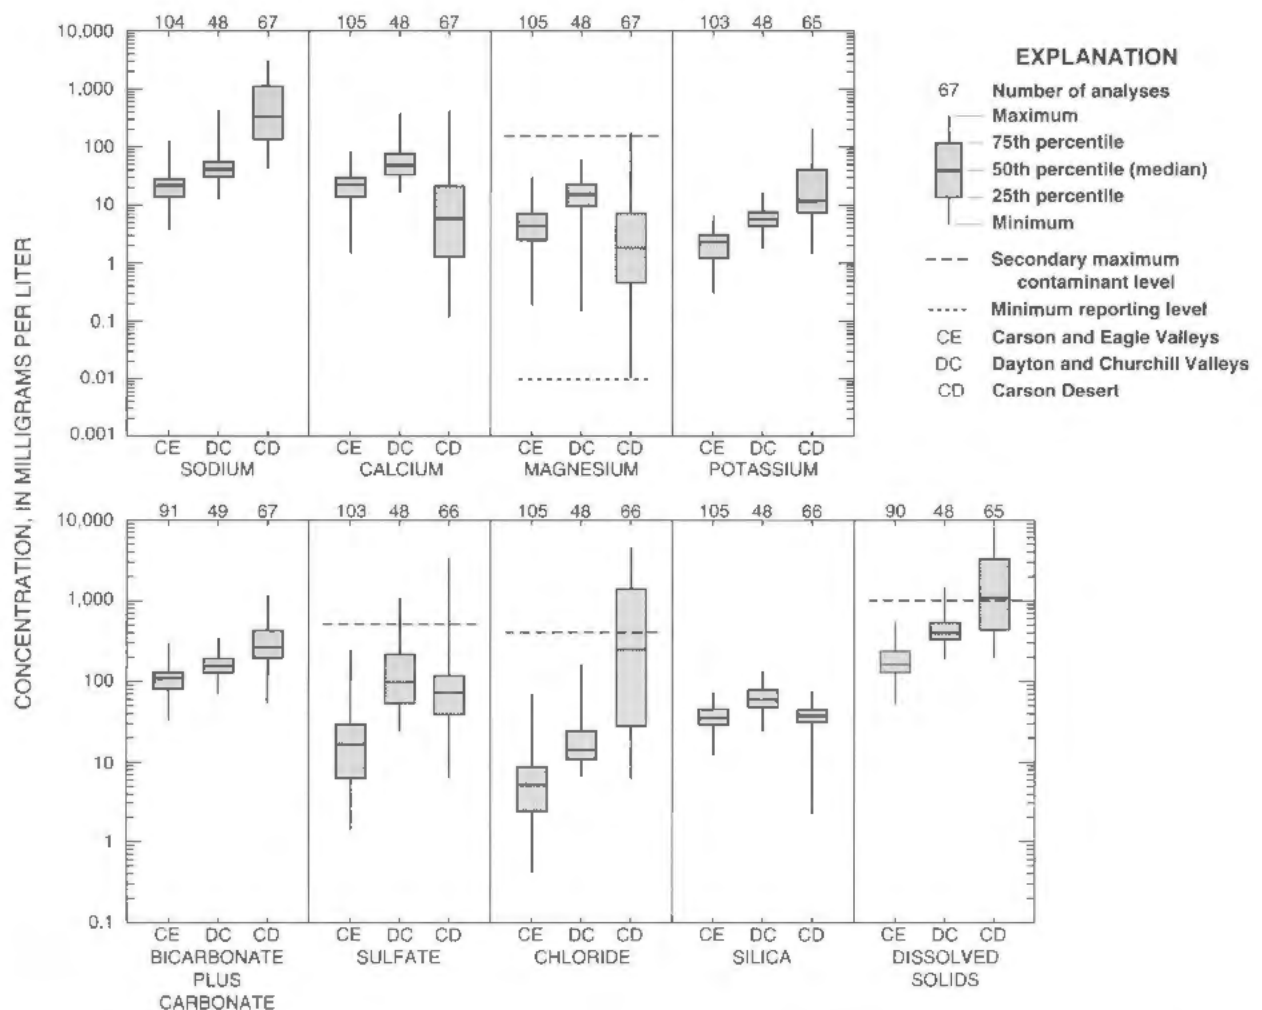 104 48 67 105 48 67 105 48 67 103 48 65
10,000
1.000
100
10
1
0.1
0.01
0.001
CE DC CD CE DC CD CE DC CD CE DC CD
SODIUM CALCIUM MAGNESIUM POTASSIUM
EXPLANATION
67 Number of analyses
Maximum
75th percentile
50th percentile (median)
25th percentile
Minimum
Secondary maximum
contaminant level
Minimum reporting level
CE Carson and Eagle Valleys
DC Dayton and Churchill Valleys
CD Carson Desert
CONCENTRATION, IN MILLIGRAMS PER LITER
91 49 67 103 48 66 105 48 66 105 48 66 90 48 65
10,000
1,000
100
10
1
0.1
CE DC CD CE DC CD CE DC CD CE DC CD CE DC CD
BICARBONATE SULFATE CHLORIDE SILICA DISSOLVED
PLUS SOLIDS
CARBONATE